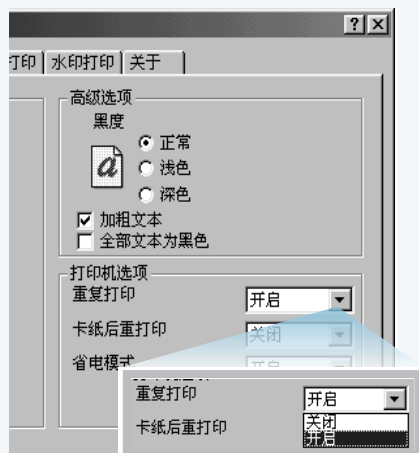 ? ×
打印 水印打印 关于
高级选项
黑度
a
正常
浅色
深色
加粗文本
全部文本为黑色
打印机选项
重复打印 开启
卡纸后重打印 关闭
省电模式 开启
重复打印 开启
关闭
卡纸后重打印 开启